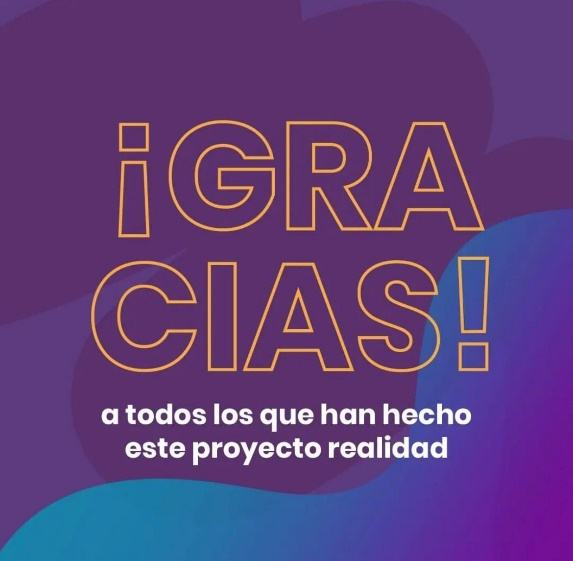 ¡GRA
CIAS!
a todos los que han hecho
este proyecto realidad